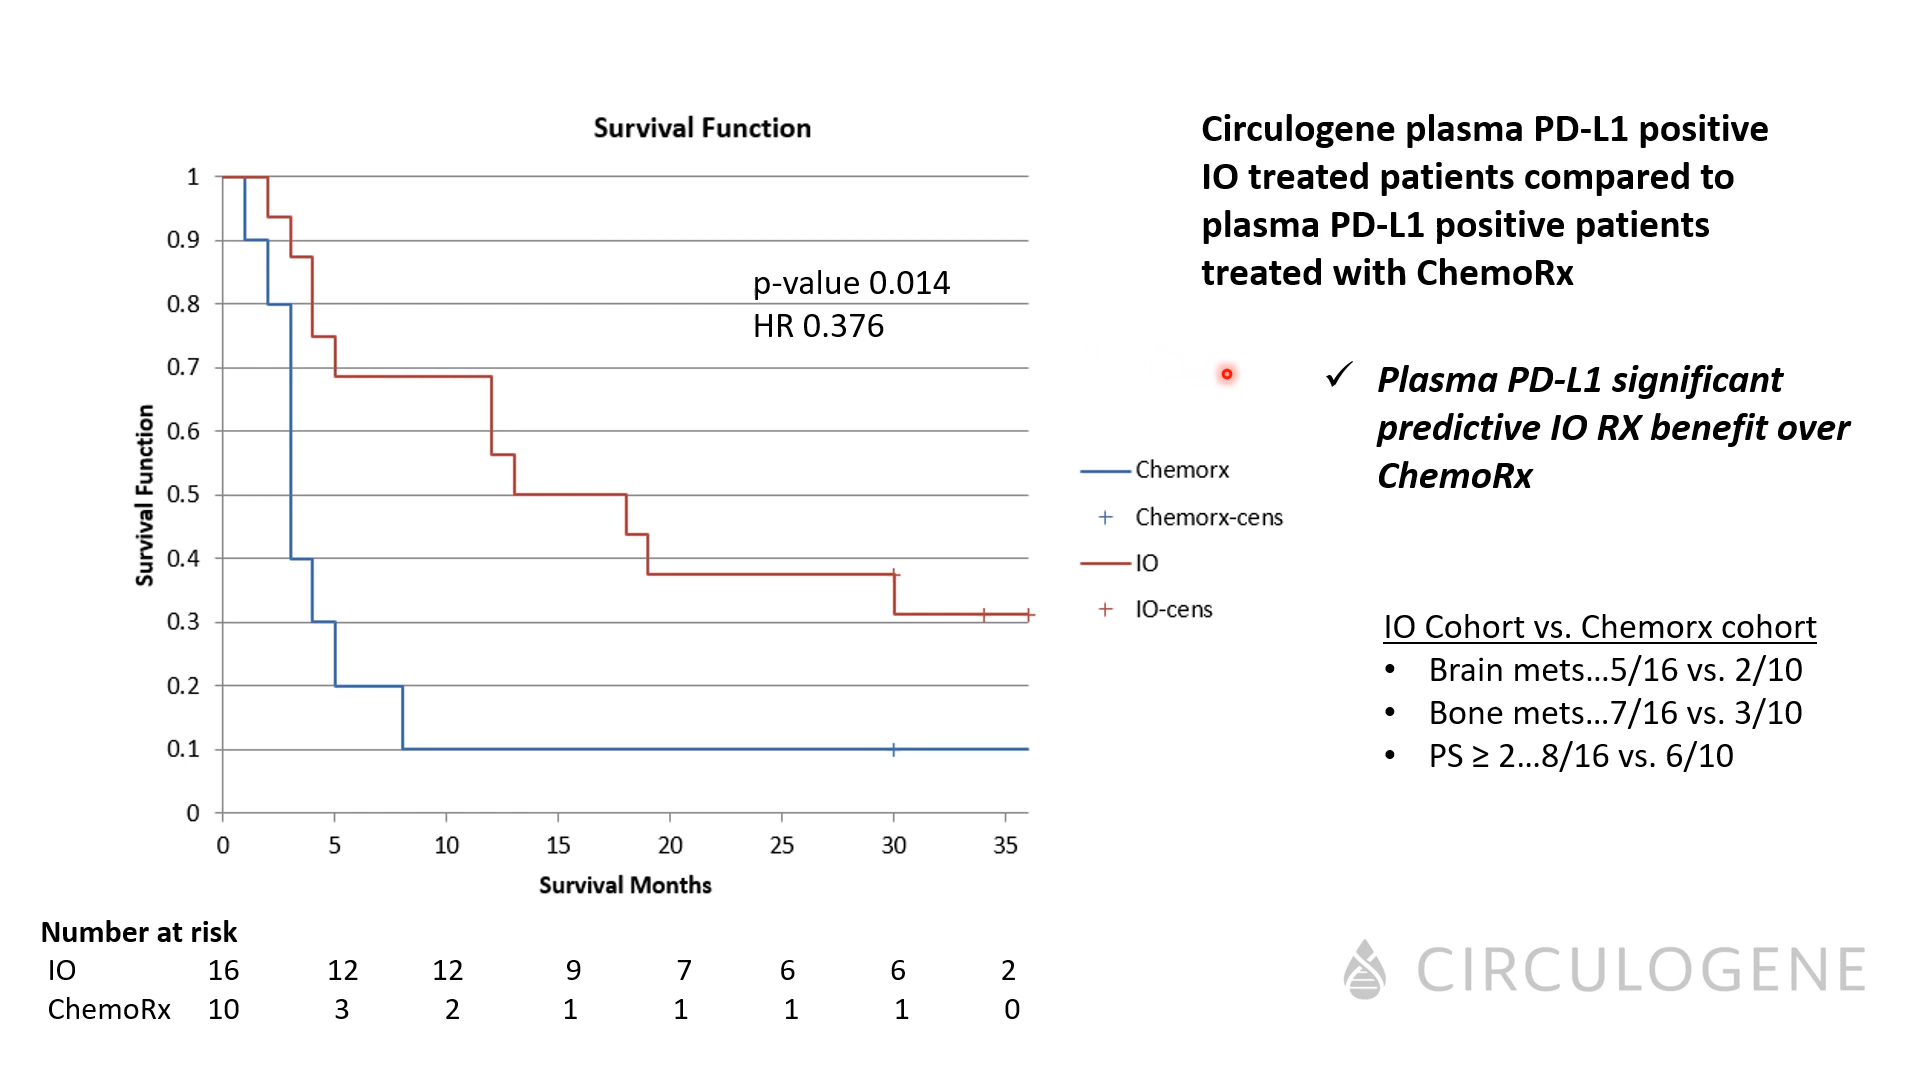 Survival Function
1
0.9
0.8
0.7
0.6
0.5
0.4
0.3
0.2
0.1
0
Survival Function
p-value 0.014
HR 0.376
0 5 10 15 20 25 30 35
Survival Months
Chemorx
Chemorx-cens
IO
IO-cens
Number at risk
IO 16 12 12 9 7 6 6 2
ChemoRx 10 3 2 1 1 1 1 0
Circulogene plasma PD-L1 positive
IO treated patients compared to
plasma PD-L1 positive patients
treated with ChemoRx
✓ Plasma PD-L1 significant
predictive IO RX benefit over
ChemoRx
IO Cohort vs. Chemorx cohort
• Brain mets…5/16 vs. 2/10
• Bone mets…7/16 vs. 3/10
• PS ≥ 2…8/16 vs. 6/10
CIRCULOGENE